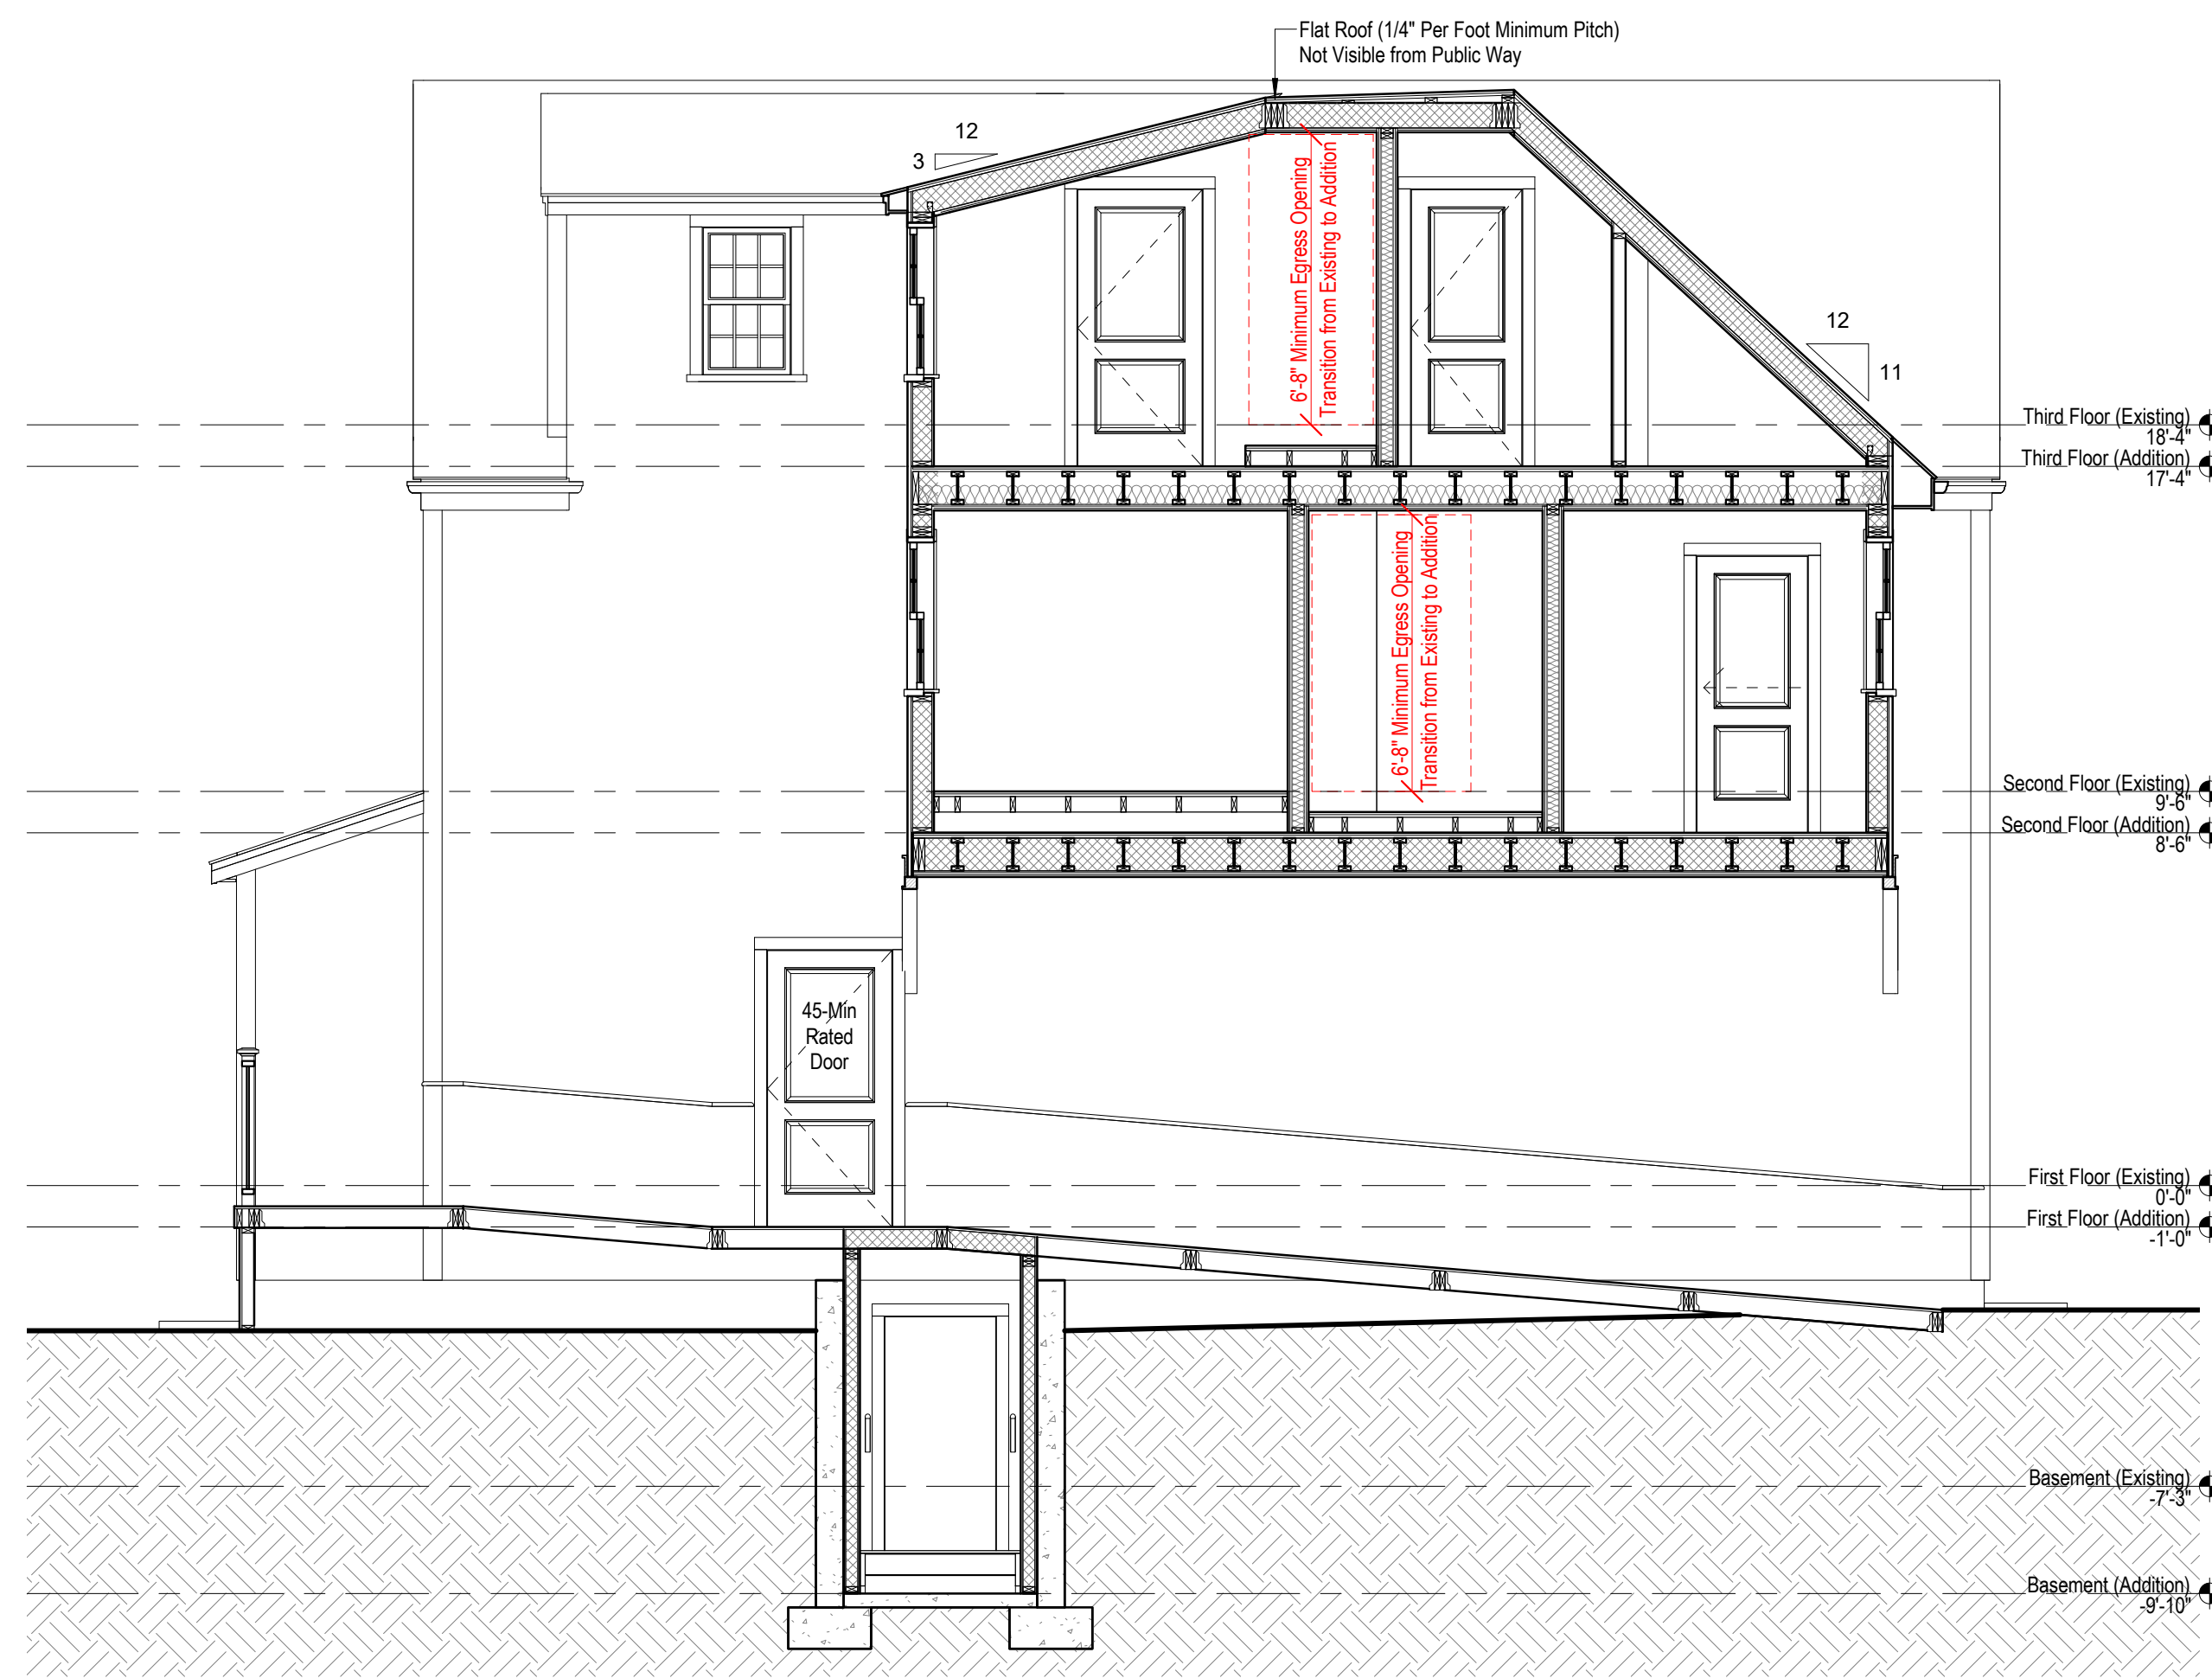 Flat Roof (1/4" Per Foot Minimum Pitch)
Not Visible from Public Way
12
3
6'-8" Minimum Egress Opening
Transition from Existing to Addition
12
11
Third Floor (Existing)
18'-4"
Third Floor (Addition)
17'-4"
6'-8" Minimum Egress Opening
Transition from Existing to Addition
Second Floor (Existing)
9'-6"
Second Floor (Addition)
8'-6"
45-Min
Rated
Door
First Floor (Existing)
0'-0"
First Floor (Addition)
-1'-0"
Basement (Existing)
-7'-3"
Basement (Addition)
-9'-10"